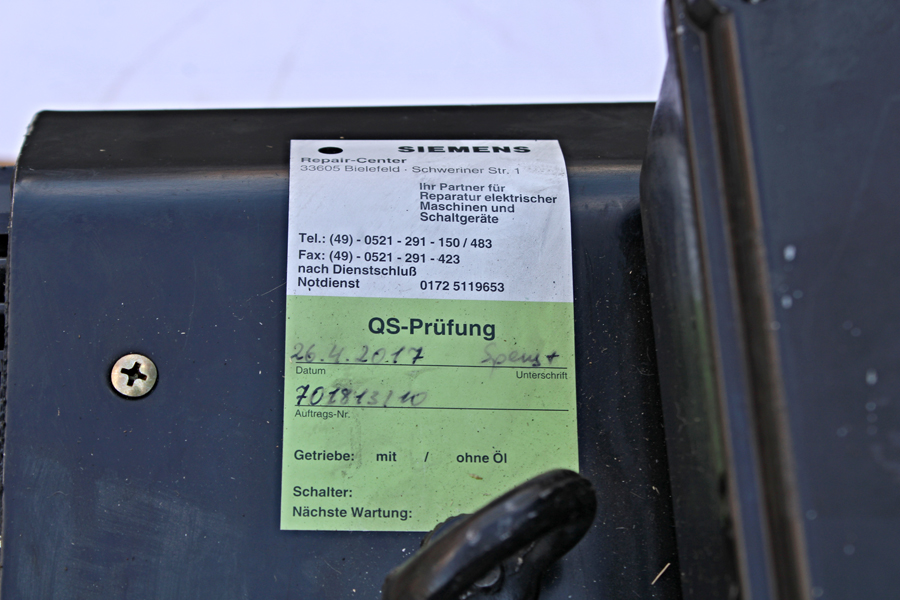 SIEMENS
Repair-Center
33605 Bielefeld · Schweriner Str. 1
Ihr Partner für
Reparatur elektrischer
Maschinen und
Schaltgeräte
Tel.: (49) - 0521 - 291 - 150 / 483
Fax: (49) - 0521 - 291 - 423
nach Dienstschluß
Notdienst 0172 5119653
QS-Prüfung
26.4.2017
Datum Unterschrift
Auftrags-Nr.
Getriebe: mit / ohne Öl
Schalter:
Nächste Wartung: